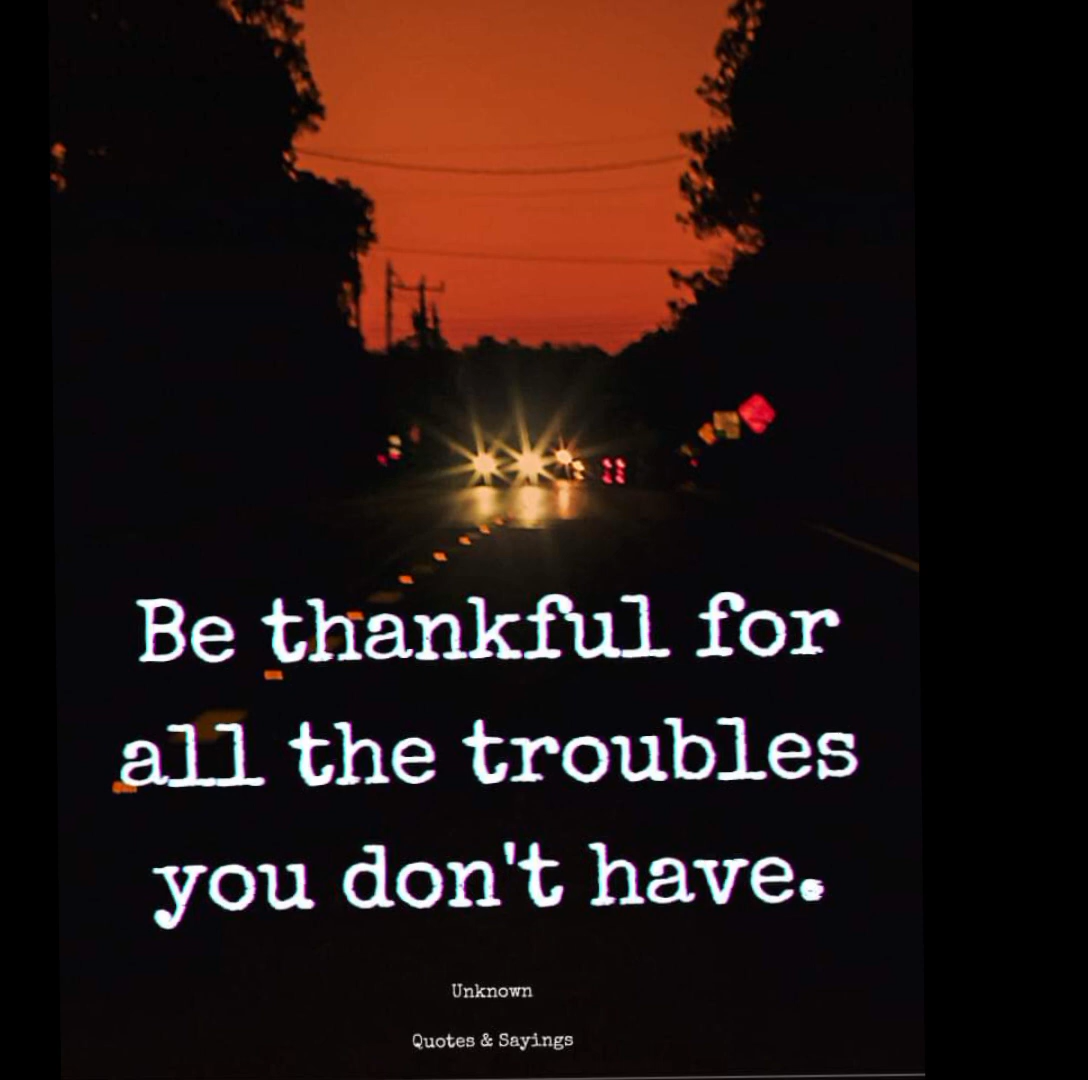 Be thankful for
all the troubles
you don't have.
Unknown
Quotes & Sayings